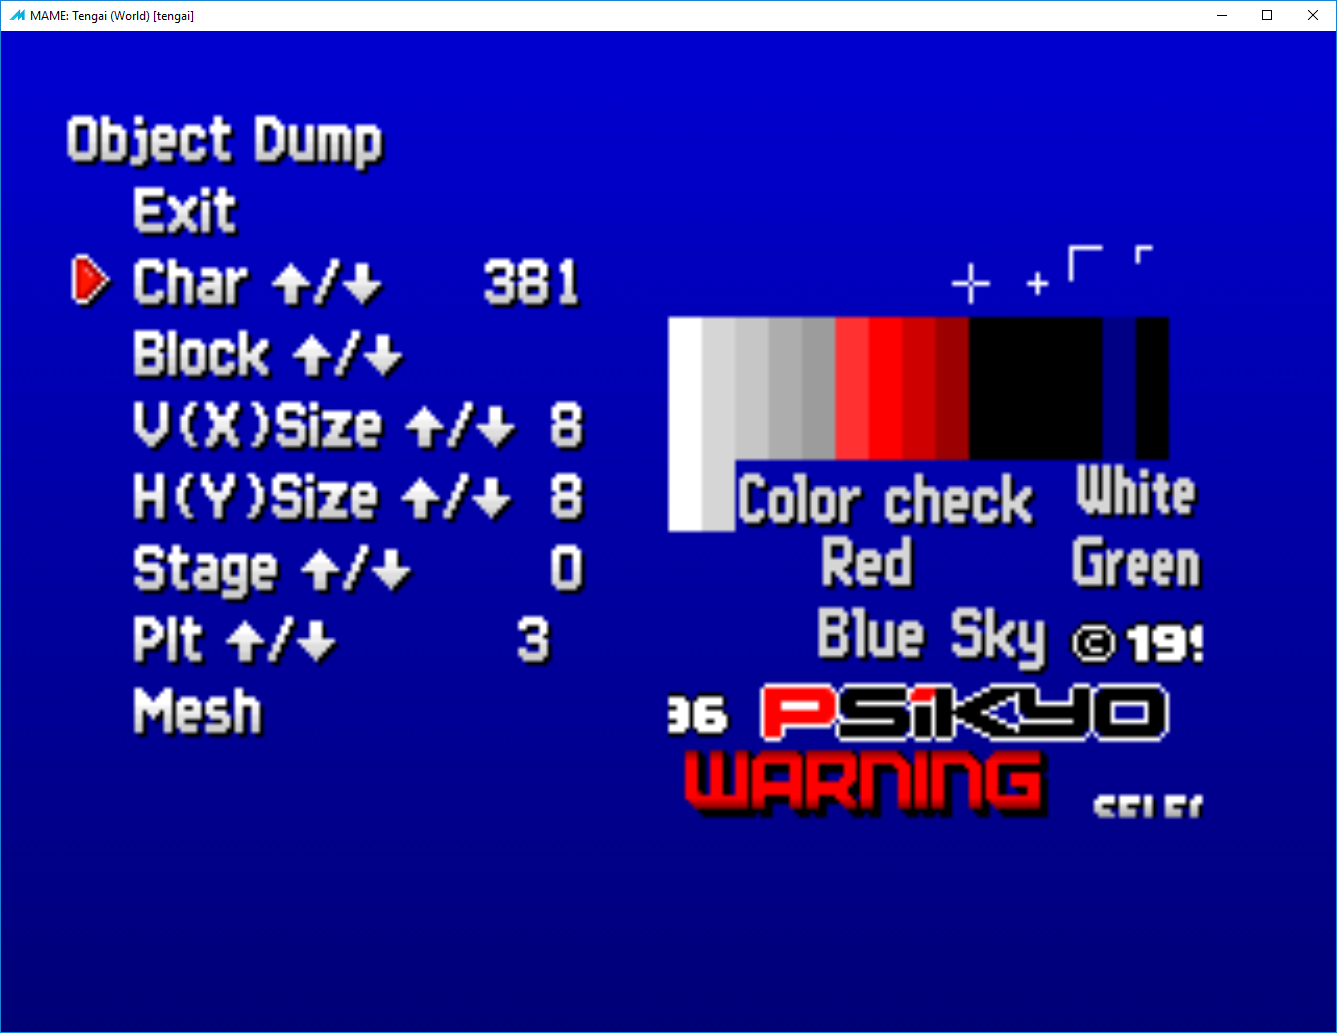 MAME: Tengai (World) [tengai]
Object Dump
Exit
Char ↑/↓ 381
Block ↑/↓
V(X)Size ↑/↓ 8
H(Y)Size ↑/↓ 8
Stage ↑/↓ 0
Plt ↑/↓ 3
Mesh
Color check White
Red Green
Blue Sky © 199
96 PSIKYO
WARNING